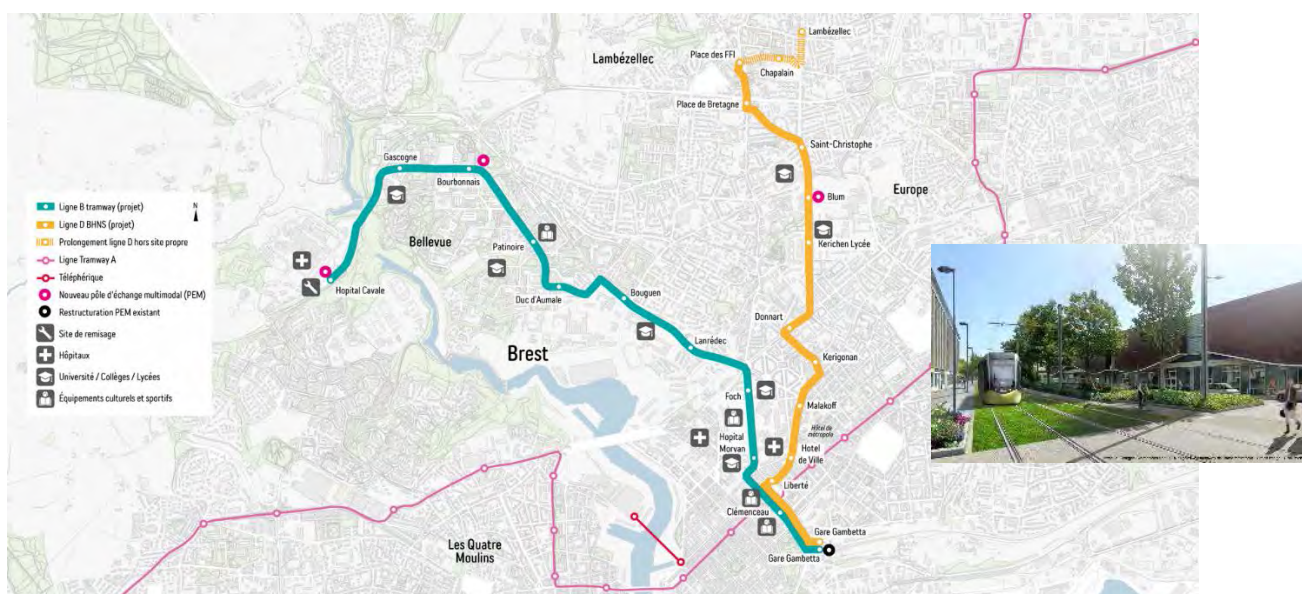 Lambézellec
Place des FFI
Lambézellec
Chapalain
Place de Bretagne
Saint-Christophe
Gascogne
Bourbonnais
Europe
Blum
Ligne B tramway (projet)
N
Ligne D BHNS (projet)
Prolongement ligne D hors site propre
Ligne Tramway A
Téléphérique
Nouveau pôle d'échange multimodal (PEM)
Restructuration PEM existant
Site de remisage
Hôpitaux
Université / Collèges / Lycées
Équipements culturels et sportifs
Bellevue
Patinoire
Kerichen Lycée
Hopital Cavale
Duc d'Aumale
Bouguen
Donnart
Lanrédec
Brest
Kerigonan
Foch
Malakoff
Hôtel de
métropole
Hopital
Morvan
Hotel
de Ville
Liberté
Clémenceau
Les Quatre
Moulins
Gare Gambetta
Gare Gambetta